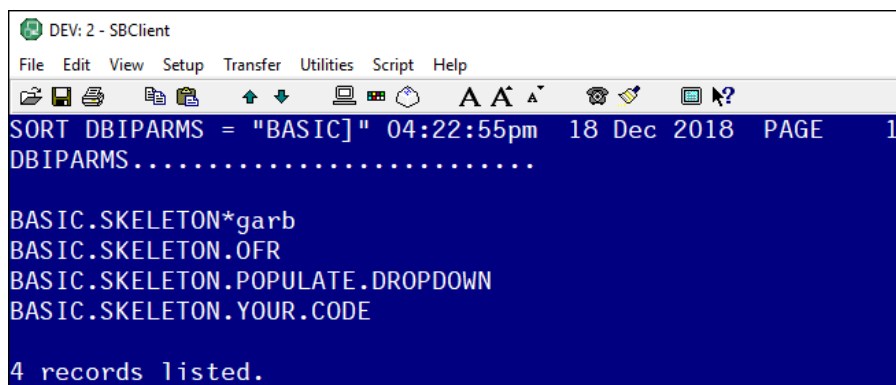 DEV: 2 - SBClient
File Edit View Setup Transfer Utilities Script Help
A A A ?
SORT DBIPARMS = "BASIC]" 04:22:55pm 18 Dec 2018 PAGE 1
DBIPARMS...........................
BASIC.SKELETON*garb
BASIC.SKELETON.OFR
BASIC.SKELETON.POPULATE.DROPDOWN
BASIC.SKELETON.YOUR.CODE
4 records listed.